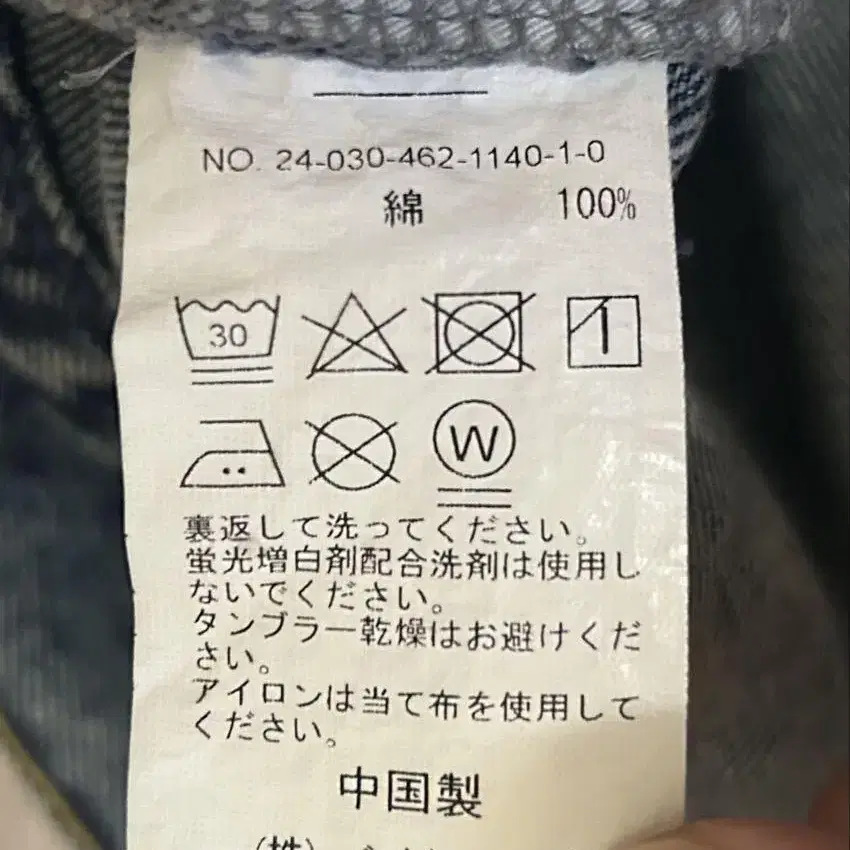 NO. 24-030-462-1140-1-0
綿 100%
30
W
裏返して洗ってください。
蛍光増白剤配合洗剤は使用し
ないでください。
タンブラー乾燥はお避けくだ
さい。
アイロンは当て布を使用して
ください。
中国製
(株)